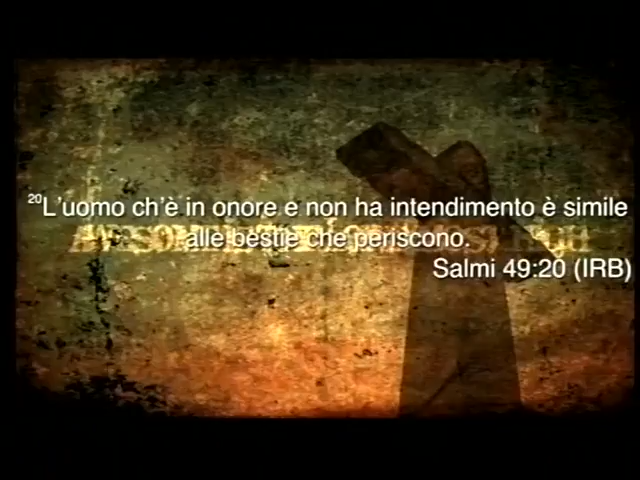 ²⁰L'uomo ch'è in onore e non ha intendimento è simile
alle bestie che periscono.
Salmi 49:20 (IRB)